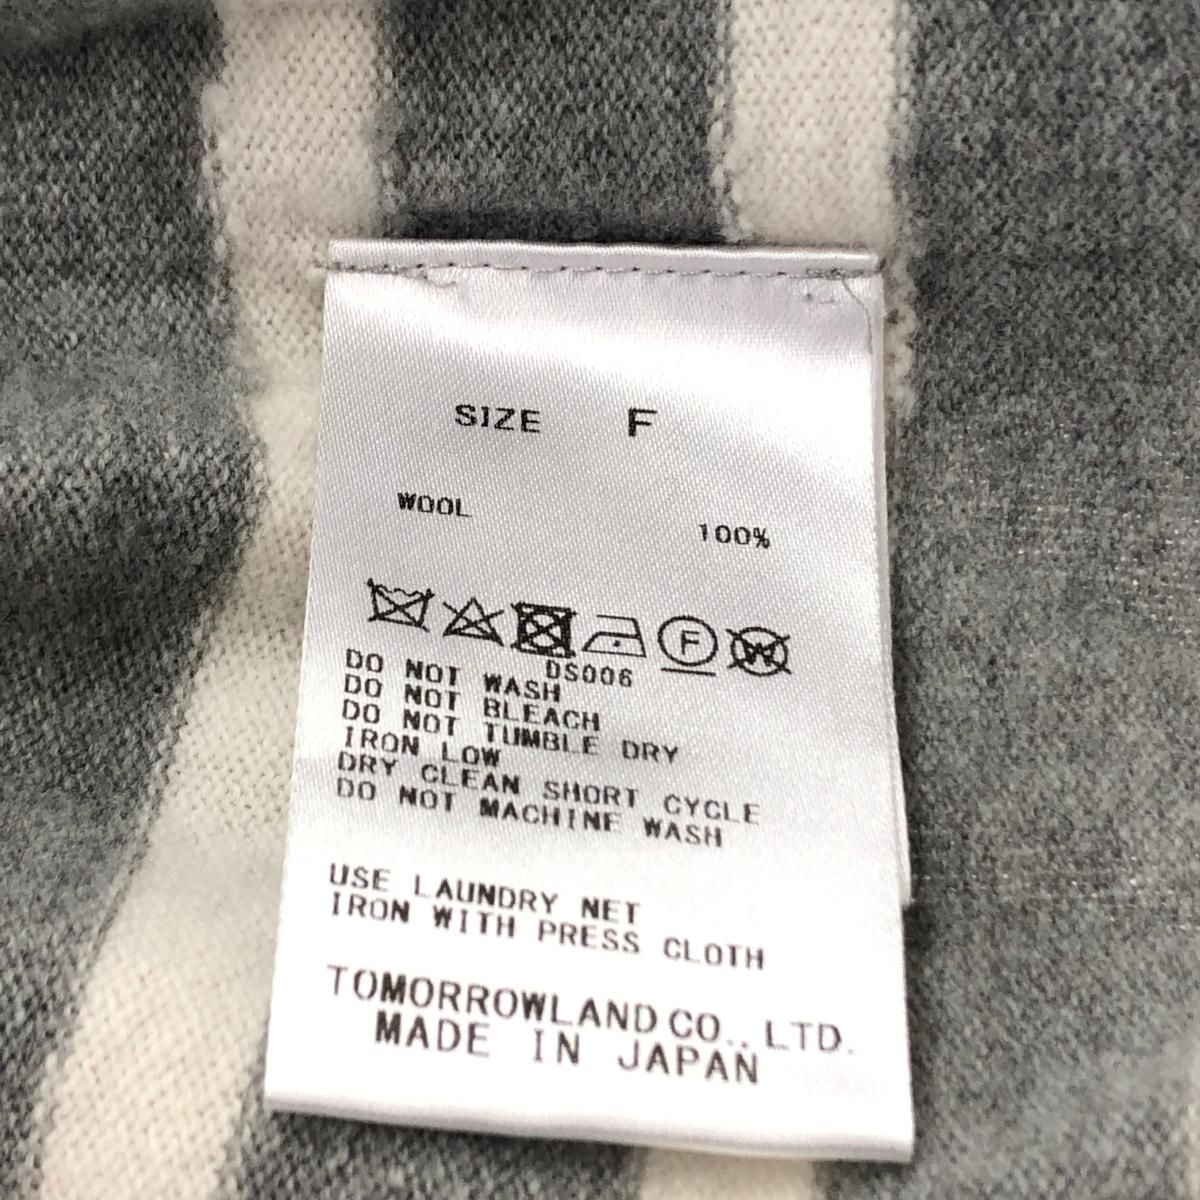 SIZE F
WOOL 100%
F W
DS006
DO NOT WASH
DO NOT BLEACH
DO NOT TUMBLE DRY
IRON LOW
DRY CLEAN SHORT CYCLE
DO NOT MACHINE WASH
USE LAUNDRY NET
IRON WITH PRESS CLOTH
TOMORROWLAND CO., LTD.
MADE IN JAPAN